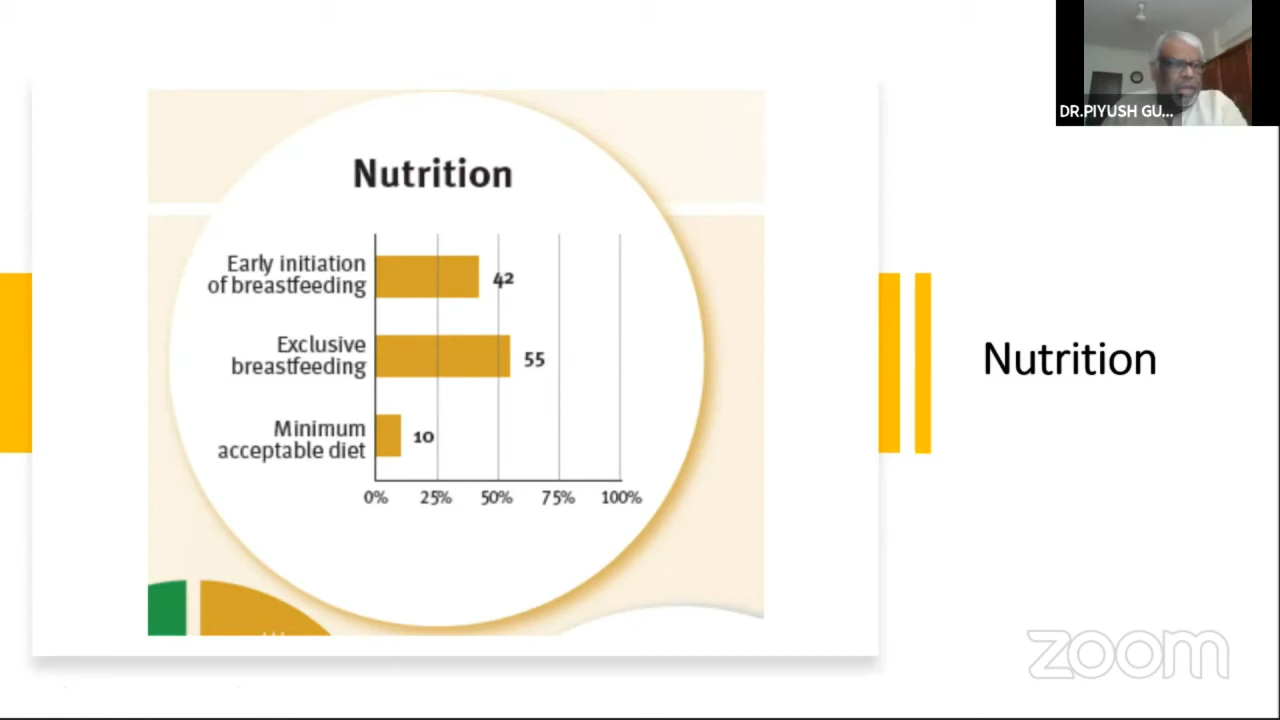 DR.PIYUSH GU...
Nutrition
Early initiation
of breastfeeding
42
Exclusive
breastfeeding
55
Minimum
acceptable diet
10
0% 25% 50% 75% 100%
Nutrition
zoom